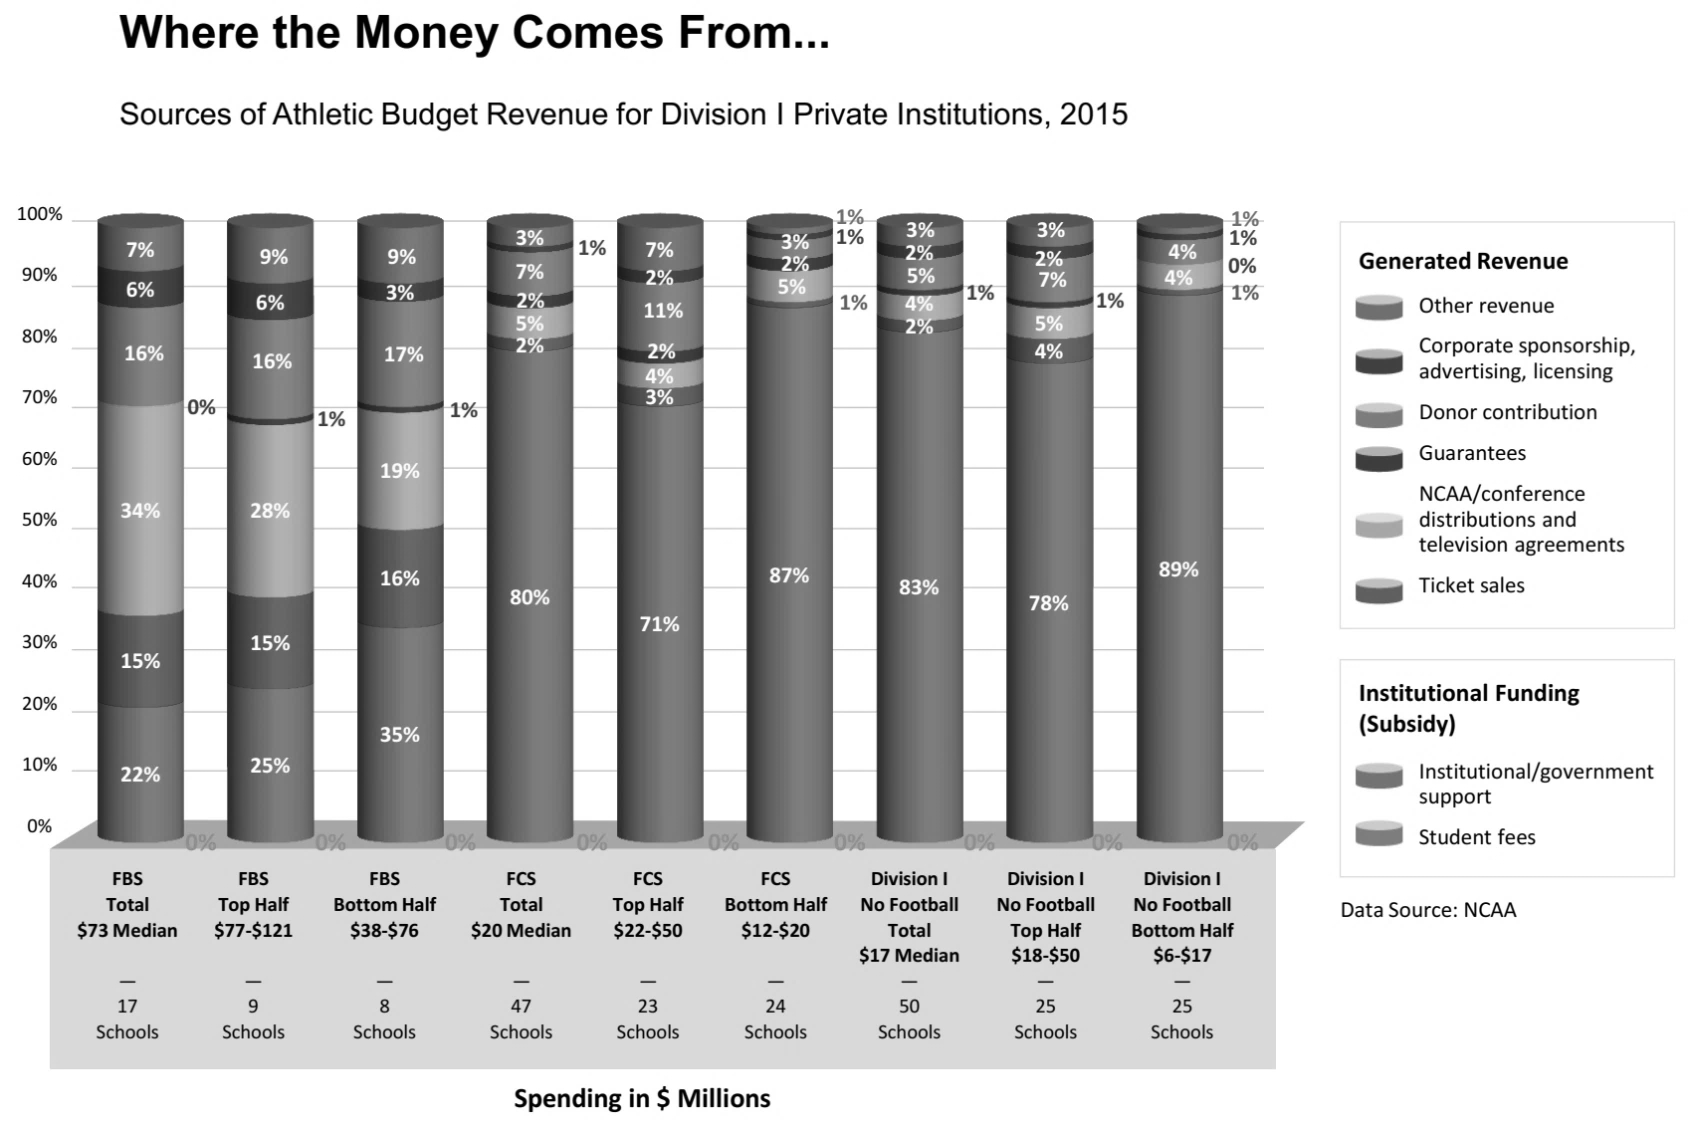 Where the Money Comes From...
Sources of Athletic Budget Revenue for Division I Private Institutions, 2015
100%
90%
80%
70%
60%
50%
40%
30%
20%
10%
0%
7%
6%
16%
0%
34%
15%
22%
0%
9%
6%
16%
1%
28%
15%
25%
0%
9%
3%
17%
1%
19%
16%
35%
0%
3%
1%
7%
2%
5%
2%
80%
0%
7%
2%
11%
2%
4%
3%
71%
0%
1%
1%
3%
2%
5%
1%
87%
0%
3%
2%
5%
1%
4%
2%
83%
0%
3%
2%
7%
1%
5%
4%
78%
0%
1%
1%
4%
0%
4%
1%
89%
0%
FBS
Total
$73 Median
—
17
Schools
FBS
Top Half
$77-$121
—
9
Schools
FBS
Bottom Half
$38-$76
—
8
Schools
FCS
Total
$20 Median
—
47
Schools
FCS
Top Half
$22-$50
—
23
Schools
FCS
Bottom Half
$12-$20
—
24
Schools
Division I
No Football
Total
$17 Median
—
50
Schools
Division I
No Football
Top Half
$18-$50
—
25
Schools
Division I
No Football
Bottom Half
$6-$17
—
25
Schools
Spending in $ Millions
Generated Revenue
Other revenue
Corporate sponsorship,
advertising, licensing
Donor contribution
Guarantees
NCAA/conference
distributions and
television agreements
Ticket sales
Institutional Funding
(Subsidy)
Institutional/government
support
Student fees
Data Source: NCAA